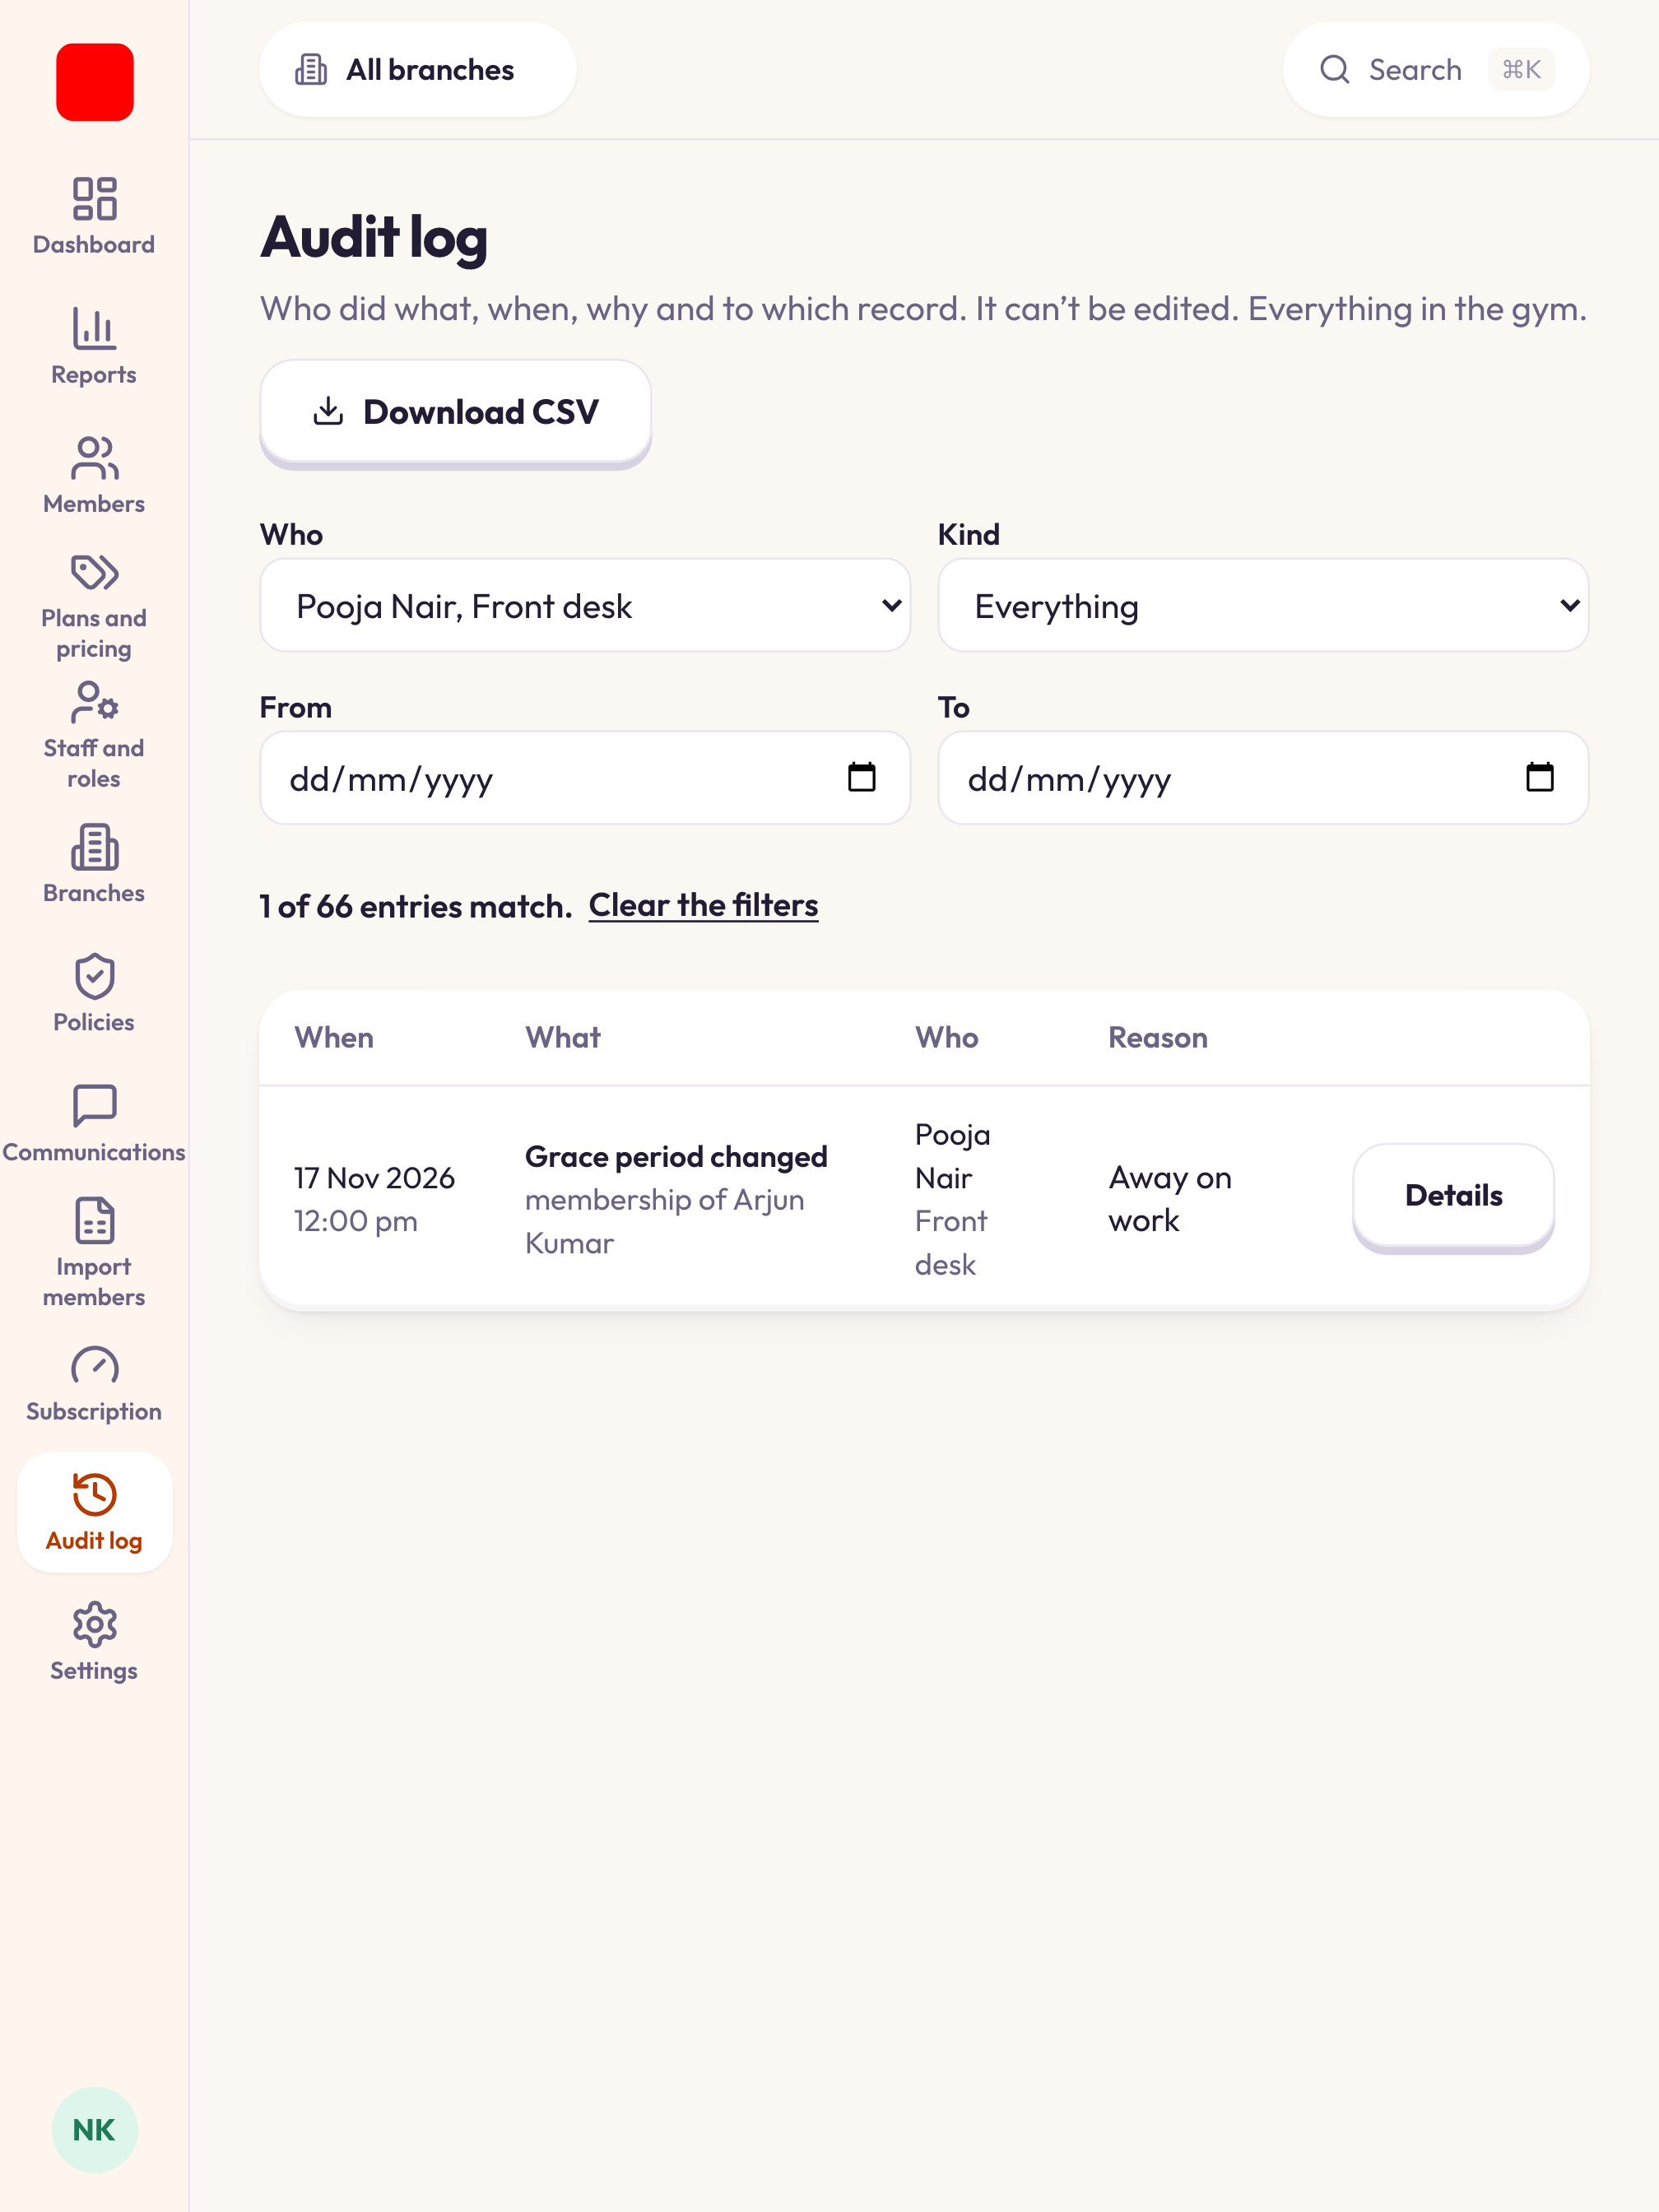 All branches
Search ⌘K
Dashboard
Reports
Members
Plans and
pricing
Staff and
roles
Branches
Policies
Communications
Import
members
Subscription
Audit log
Settings
NK
Audit log
Who did what, when, why and to which record. It can’t be edited. Everything in the gym.
Download CSV
Who
Pooja Nair, Front desk
Kind
Everything
From
dd/mm/yyyy
To
dd/mm/yyyy
1 of 66 entries match. Clear the filters
When What Who Reason
17 Nov 2026
12:00 pm
Grace period changed
membership of Arjun
Kumar
Pooja
Nair
Front
desk
Away on
work
Details